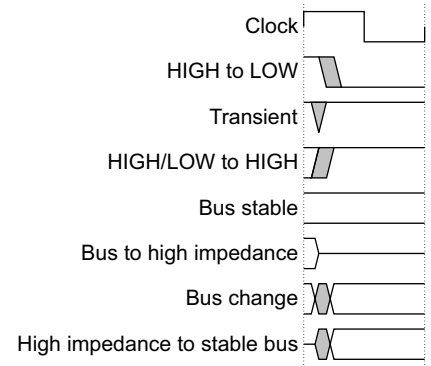 Clock
HIGH to LOW
Transient
HIGH/LOW to HIGH
Bus stable
Bus to high impedance
Bus change
High impedance to stable bus